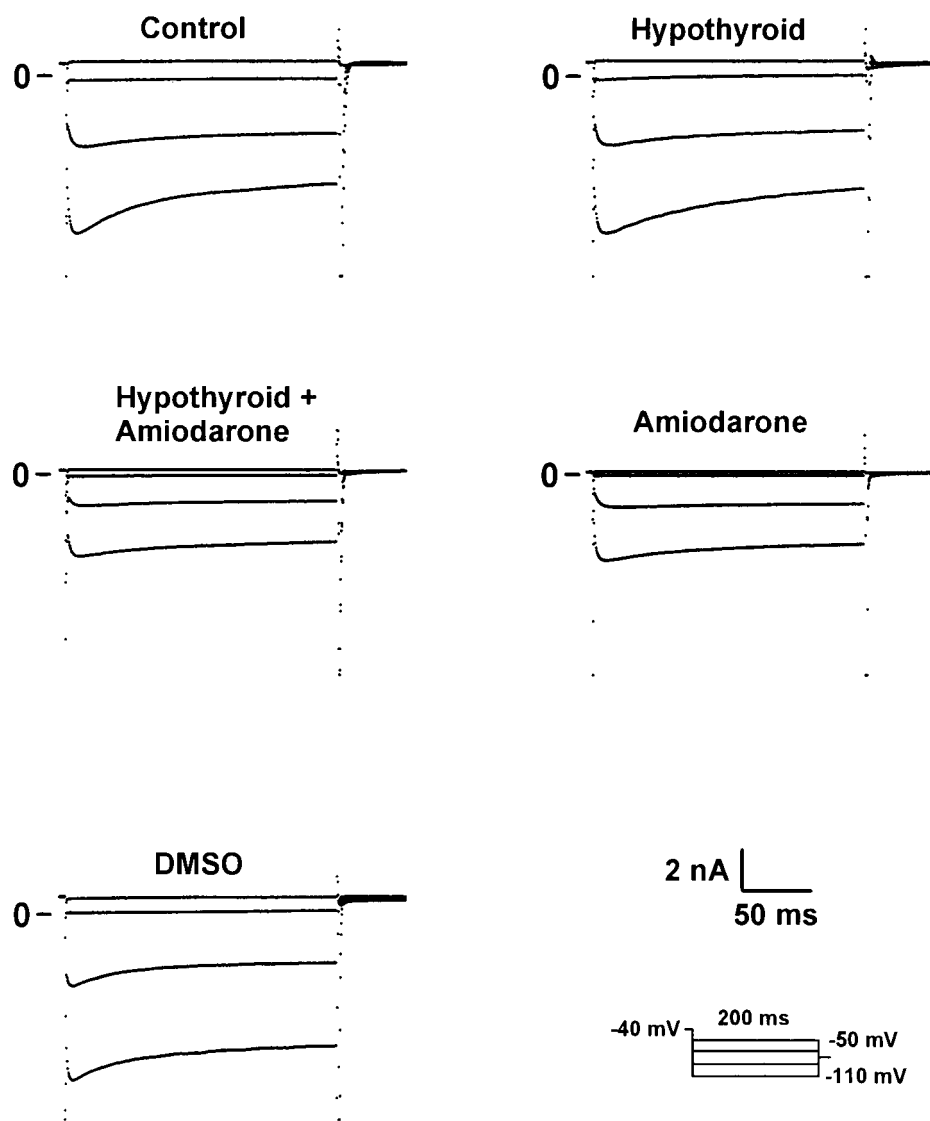 Control
Hypothyroid
0 –
0 –
Hypothyroid +
Amiodarone
Amiodarone
0 –
0 –
DMSO
0 –
2 nA
50 ms
200 ms
-40 mV
-50 mV
-110 mV